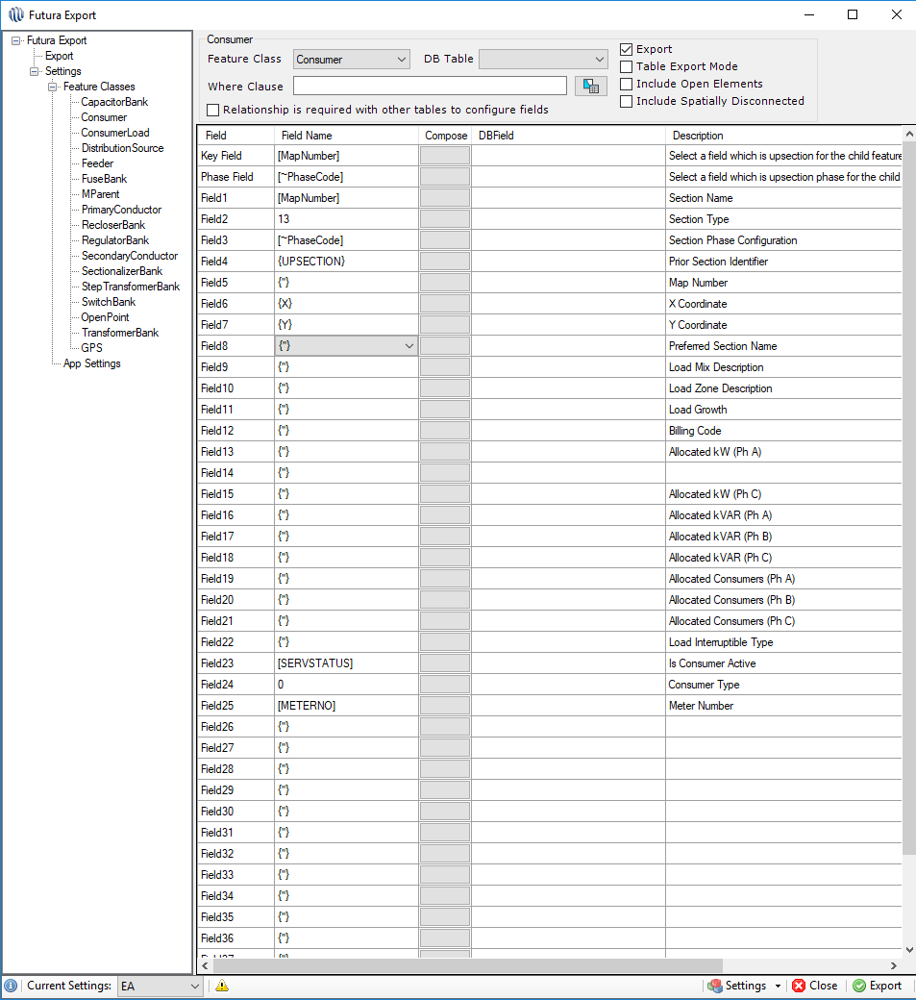 Futura Export
Futura Export
Export
Settings
Feature Classes
CapacitorBank
Consumer
ConsumerLoad
DistributionSource
Feeder
FuseBank
MParent
PrimaryConductor
RecloserBank
RegulatorBank
SecondaryConductor
SectionalizerBank
StepTransformerBank
SwitchBank
OpenPoint
TransformerBank
GPS
App Settings
Consumer
Feature Class Consumer DB Table
Where Clause
Relationship is required with other tables to configure fields
Export
Table Export Mode
Include Open Elements
Include Spatially Disconnected
Field Field Name Compose DBField Description
Key Field [MapNumber] Select a field which is upsection for the child feature
Phase Field [~PhaseCode] Select a field which is upsection phase for the child
Field1 [MapNumber] Section Name
Field2 13 Section Type
Field3 [~PhaseCode] Section Phase Configuration
Field4 {UPSECTION} Prior Section Identifier
Field5 {''} Map Number
Field6 {X} X Coordinate
Field7 {Y} Y Coordinate
Field8 {''} Preferred Section Name
Field9 {''} Load Mix Description
Field10 {''} Load Zone Description
Field11 {''} Load Growth
Field12 {''} Billing Code
Field13 {''} Allocated kW (Ph A)
Field14 {''}
Field15 {''} Allocated kW (Ph C)
Field16 {''} Allocated kVAR (Ph A)
Field17 {''} Allocated kVAR (Ph B)
Field18 {''} Allocated kVAR (Ph C)
Field19 {''} Allocated Consumers (Ph A)
Field20 {''} Allocated Consumers (Ph B)
Field21 {''} Allocated Consumers (Ph C)
Field22 {''} Load Interruptible Type
Field23 [SERVSTATUS] Is Consumer Active
Field24 0 Consumer Type
Field25 [METERNO] Meter Number
Field26 {''}
Field27 {''}
Field28 {''}
Field29 {''}
Field30 {''}
Field31 {''}
Field32 {''}
Field33 {''}
Field34 {''}
Field35 {''}
Field36 {''}
Current Settings: EA Settings Close Export